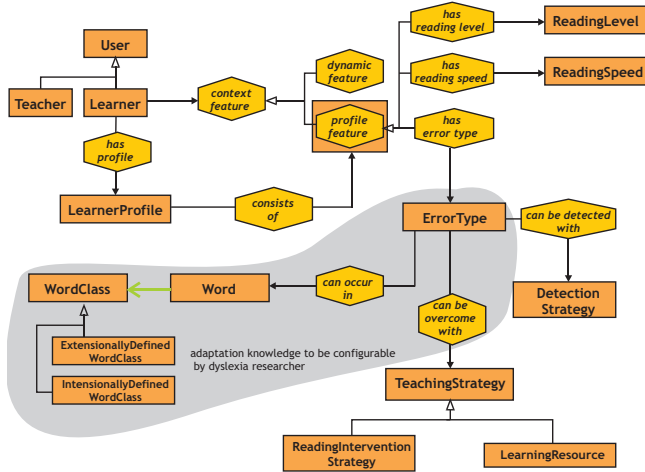 has
reading level
ReadingLevel
User
dynamic
feature
has
reading speed
ReadingSpeed
Teacher
Learner
context
feature
profile
feature
has
error type
has
profile
LearnerProfile
consists
of
ErrorType
can be detected
with
WordClass
Word
can occur
in
can be
overcome
with
Detection
Strategy
ExtensionallyDefined
WordClass
adaptation knowledge to be configurable
by dyslexia researcher
IntensionallyDefined
WordClass
TeachingStrategy
ReadingIntervention
Strategy
LearningResource